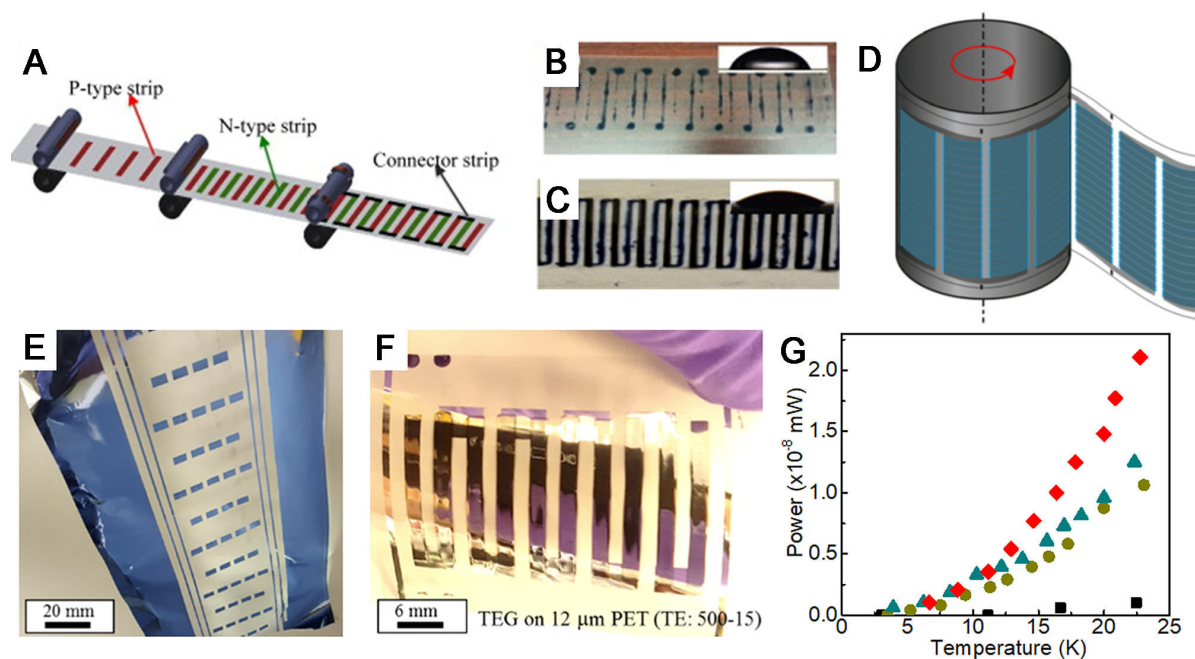 A
P-type strip
N-type strip
Connector strip
B
C
D
E
20 mm
F
6 mm
TEG on 12 µm PET (TE: 500-15)
G
Power (x10⁻⁸ mW)
2.0
1.5
1.0
0.5
0.0
0 5 10 15 20 25
Temperature (K)